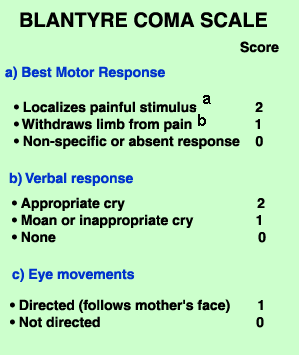 BLANTYRE COMA SCALE
Score
a) Best Motor Response
• Localizes painful stimulus a 2
• Withdraws limb from pain b 1
• Non-specific or absent response 0
b) Verbal response
• Appropriate cry 2
• Moan or inappropriate cry 1
• None 0
c) Eye movements
• Directed (follows mother's face) 1
• Not directed 0